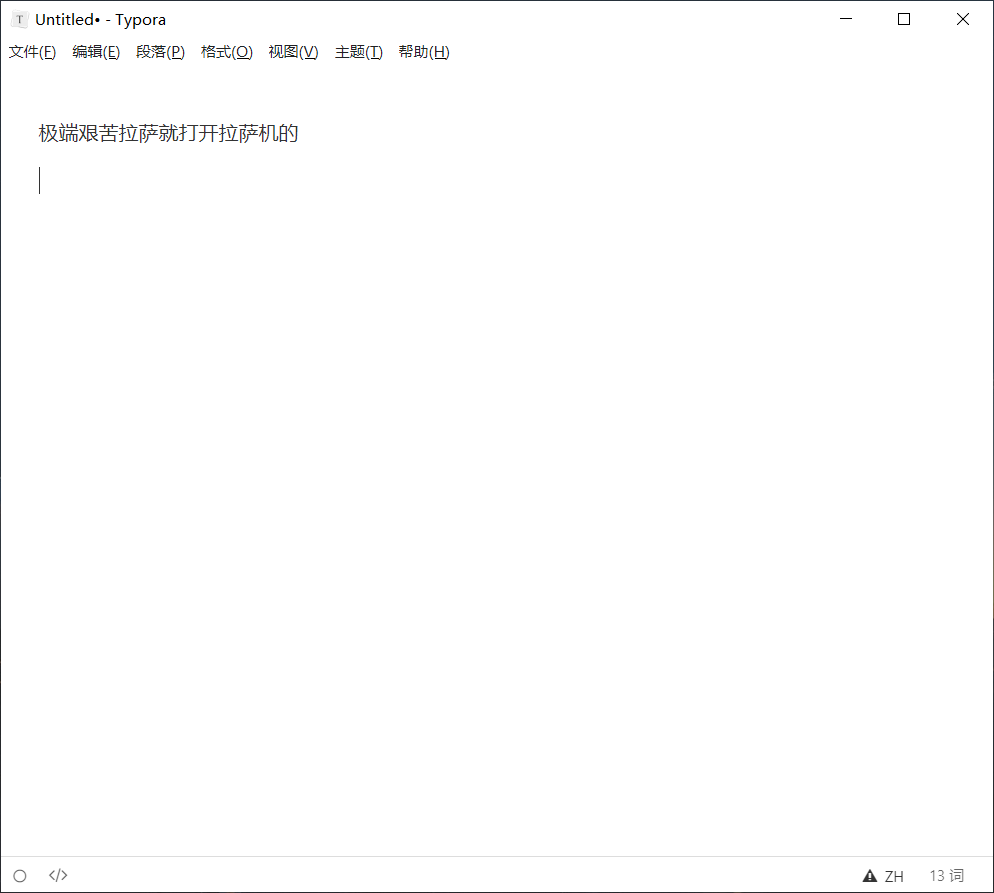 T Untitled• - Typora
文件(F) 编辑(E) 段落(P) 格式(O) 视图(V) 主题(T) 帮助(H)
极端艰苦拉萨就打开拉萨机的
</> ZH 13 词